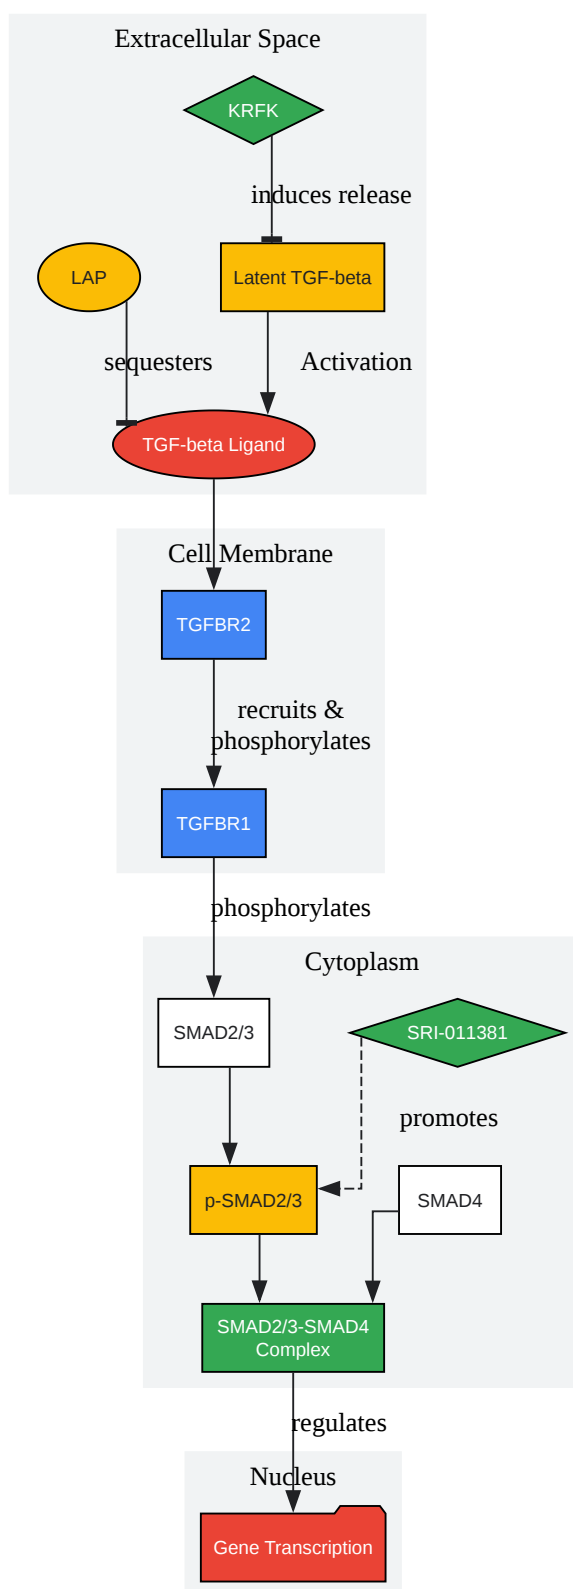 Extracellular Space
KRFK
induces release
LAP
Latent TGF-beta
sequesters
Activation
TGF-beta Ligand
Cell Membrane
TGFBR2
recruits &
phosphorylates
TGFBR1
phosphorylates
Cytoplasm
SMAD2/3
SRI-011381
promotes
p-SMAD2/3
SMAD4
SMAD2/3-SMAD4
Complex
regulates
Nucleus
Gene Transcription